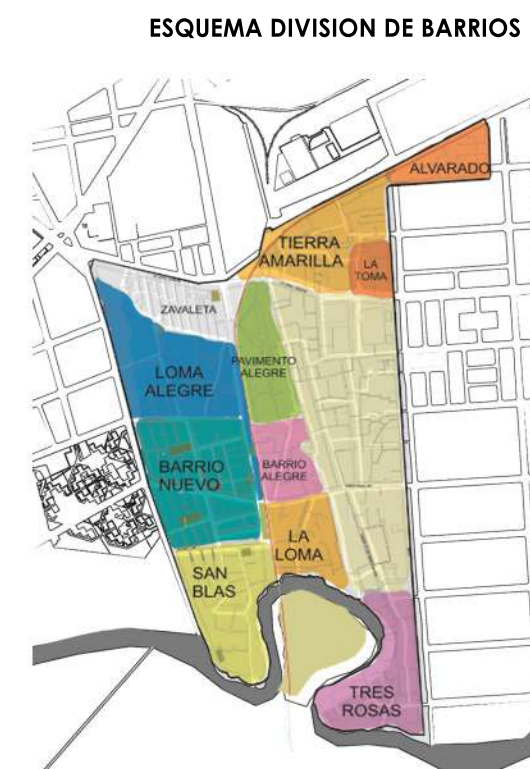 ESQUEMA DIVISION DE BARRIOS
ALVARADO
TIERRA
AMARILLA
LA
TOMA
ZAVALETA
PAVIMENTO
ALEGRE
LOMA
ALEGRE
BARRIO
NUEVO
BARRIO
ALEGRE
LA
LOMA
SAN
BLAS
TRES
ROSAS